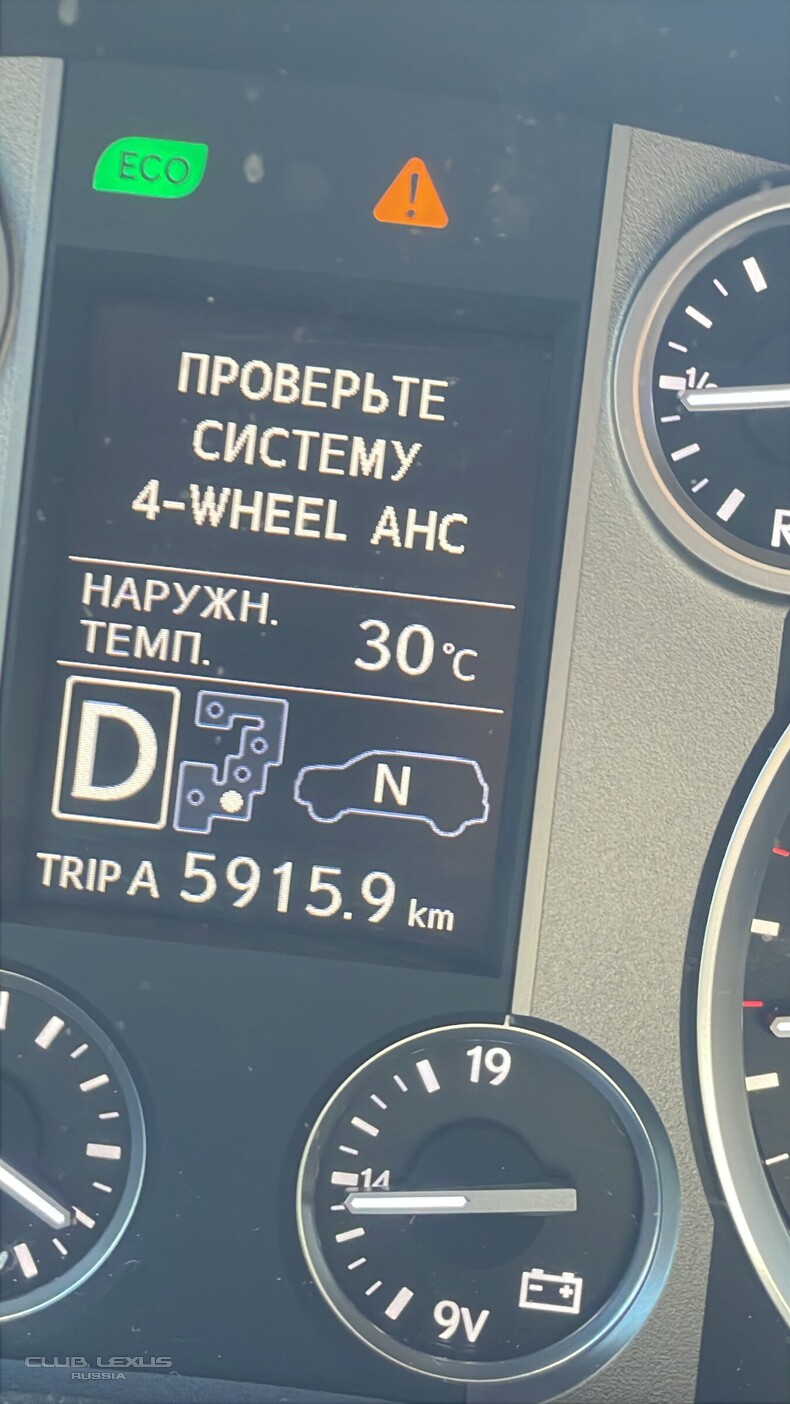 ECO
ПРОВЕРЬТЕ
СИСТЕМУ
4-WHEEL AHC
НАРУЖН.
ТЕМП. 30°C
D N
TRIP A 5915.9 km
19
14
9V
CLUB LEXUS
RUSSIA